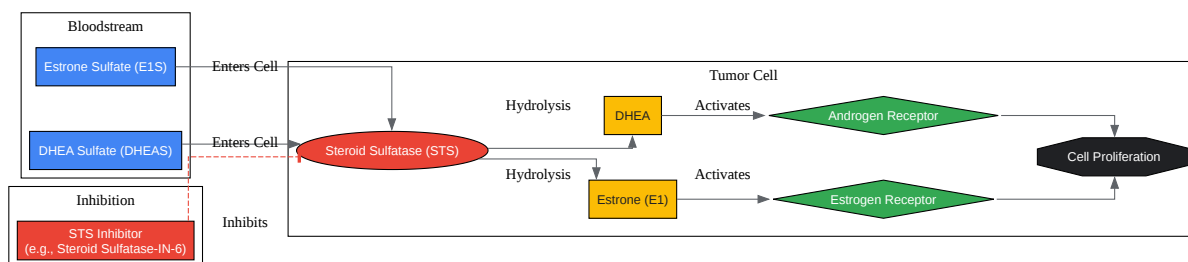 Bloodstream
Estrone Sulfate (E1S)
Enters Cell
DHEA Sulfate (DHEAS)
Enters Cell
Inhibition
STS Inhibitor
(e.g., Steroid Sulfatase-IN-6)
Inhibits
Tumor Cell
Steroid Sulfatase (STS)
Hydrolysis
DHEA
Activates
Androgen Receptor
Hydrolysis
Estrone (E1)
Activates
Estrogen Receptor
Cell Proliferation